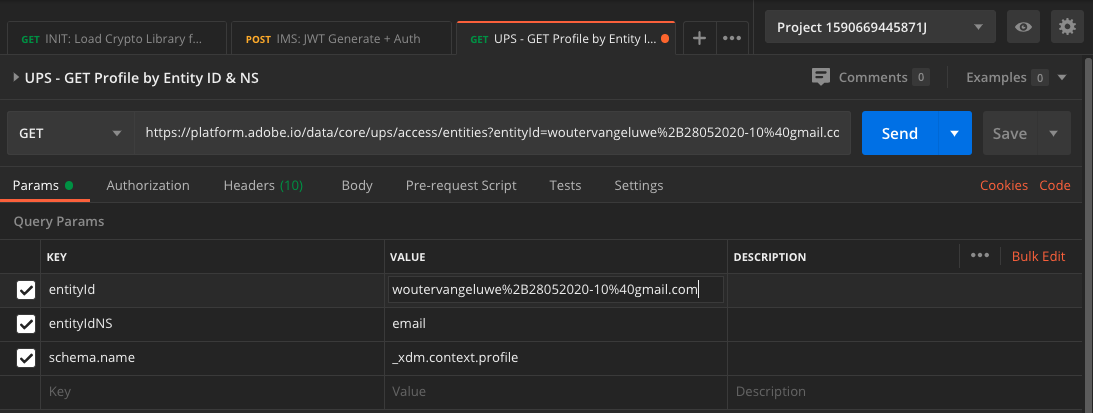 GET INIT: Load Crypto Library f...
POST IMS: JWT Generate + Auth
GET UPS - GET Profile by Entity I...
Project 1590669445871J
UPS - GET Profile by Entity ID & NS
Comments 0
Examples 0
GET
https://platform.adobe.io/data/core/ups/access/entities?entityId=woutervangeluwe%2B28052020-10%40gmail.co
Send
Save
Params
Authorization
Headers (10)
Body
Pre-request Script
Tests
Settings
Cookies
Code
Query Params
KEY VALUE DESCRIPTION ••• Bulk Edit
entityId woutervangeluwe%2B28052020-10%40gmail.com
entityIdNS email
schema.name _xdm.context.profile
Key Value Description